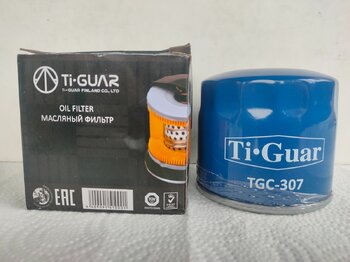 Ti-GUAR
Ti-GUAR FINLAND CO., LTD
OIL FILTER
МАСЛЯНЫЙ ФИЛЬТР
EAC
Ti·Guar
TGC-307